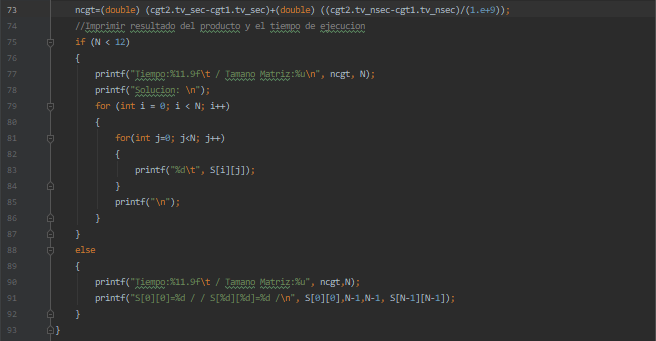 73 ncgt=(double) (cgt2.tv_sec-cgt1.tv_sec)+(double) ((cgt2.tv_nsec-cgt1.tv_nsec)/(1.e+9));
74 //Imprimir resultado del producto y el tiempo de ejecucion
75 if (N < 12)
76 {
77 printf("Tiempo:%11.9f\t / Tamano Matriz:%u\n", ncgt, N);
78 printf("Solucion: \n");
79 for (int i = 0; i < N; i++)
80 {
81 for(int j=0; j<N; j++)
82 {
83 printf("%d\t", S[i][j]);
84 }
85 printf("\n");
86 }
87 }
88 else
89 {
90 printf("Tiempo:%11.9f\t / Tamano Matriz:%u", ncgt,N);
91 printf("S[0][0]=%d / / S[%d][%d]=%d /\n", S[0][0],N-1,N-1, S[N-1][N-1]);
92 }
93 }